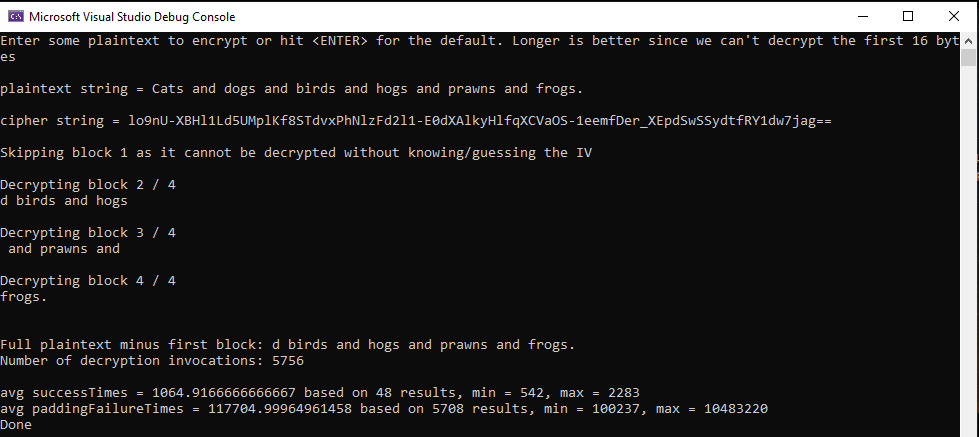 Microsoft Visual Studio Debug Console
Enter some plaintext to encrypt or hit <ENTER> for the default. Longer is better since we can't decrypt the first 16 byt
es
plaintext string = Cats and dogs and birds and hogs and prawns and frogs.
cipher string = lo9nU-XBHl1Ld5UMplKf8STdvxPhNlzFd2l1-E0dXAlkyHlfqXCVaOS-1eemfDer_XEpdSwSSydtfRY1dw7jag==
Skipping block 1 as it cannot be decrypted without knowing/guessing the IV
Decrypting block 2 / 4
d birds and hogs
Decrypting block 3 / 4
 and prawns and
Decrypting block 4 / 4
frogs.
Full plaintext minus first block: d birds and hogs and prawns and frogs.
Number of decryption invocations: 5756
avg successTimes = 1064.9166666666667 based on 48 results, min = 542, max = 2283
avg paddingFailureTimes = 117704.99964961458 based on 5708 results, min = 100237, max = 10483220
Done